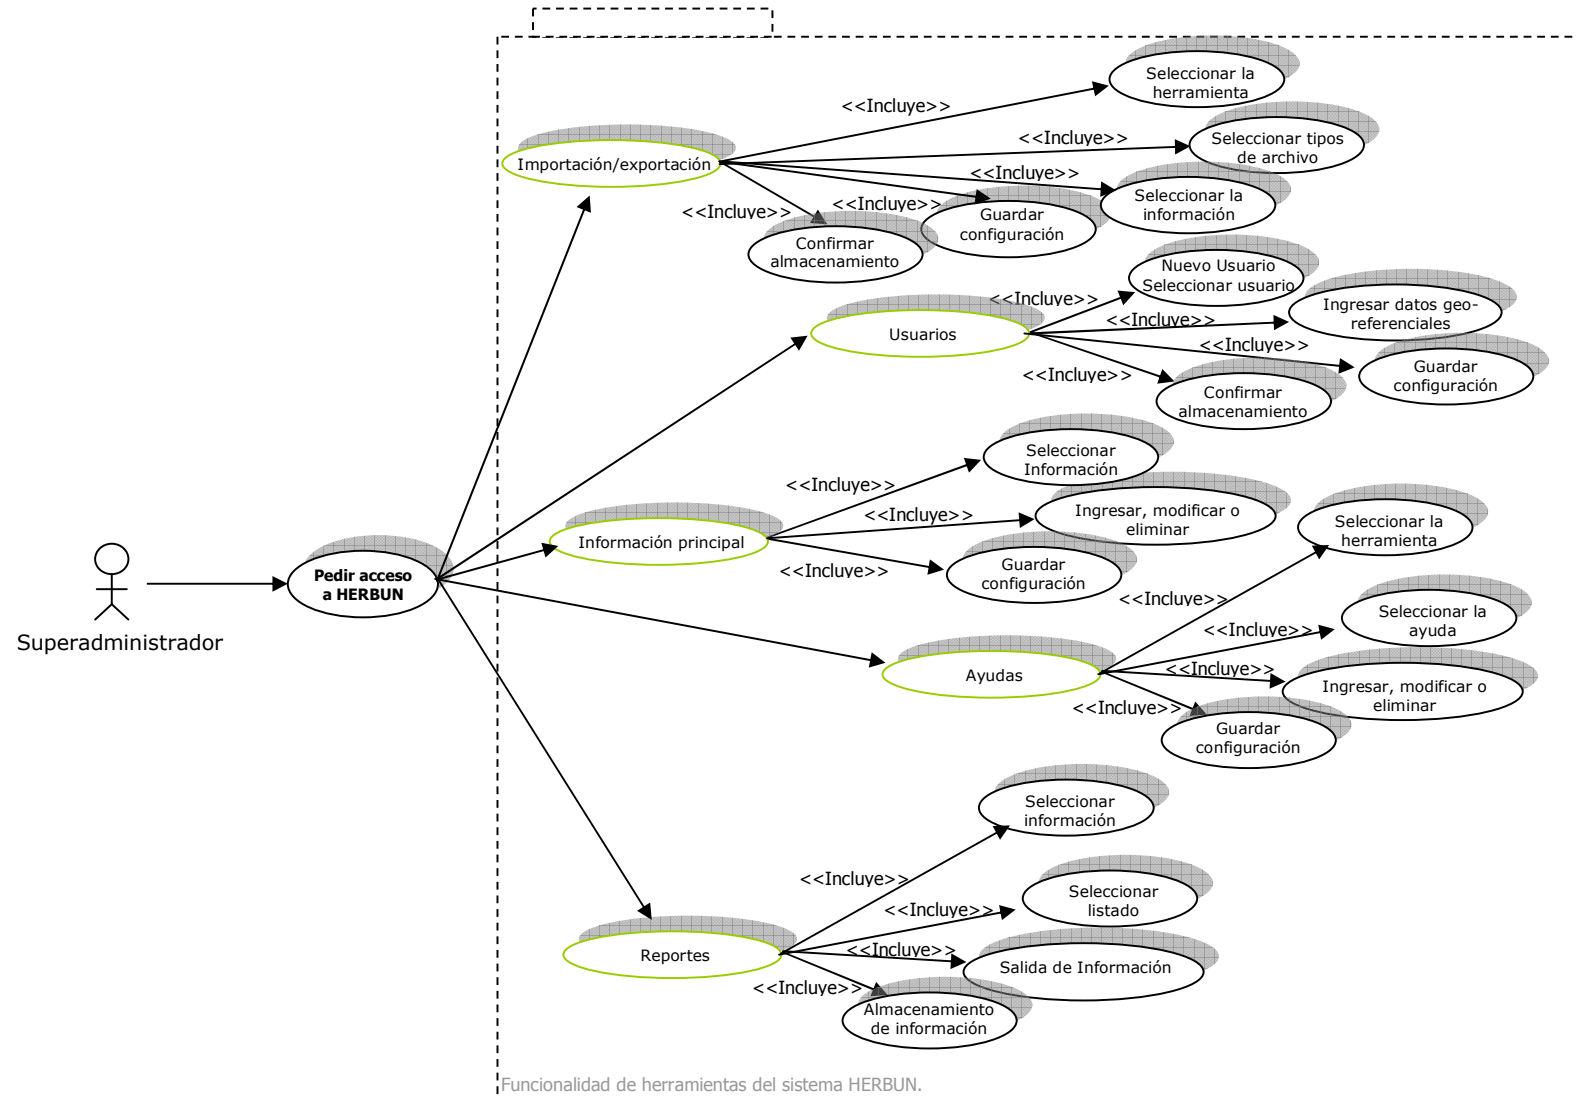 Seleccionar la
herramienta
<<Incluye>>
Seleccionar tipos
de archivo
<<Incluye>>
Importación/exportación
<<Incluye>>
Seleccionar la
información
<<Incluye>>
Guardar
configuración
<<Incluye>>
Confirmar
almacenamiento
Nuevo Usuario
Seleccionar usuario
<<Incluye>>
Ingresar datos geo-
referenciales
<<Incluye>>
Usuarios
<<Incluye>>
Guardar
configuración
<<Incluye>>
Confirmar
almacenamiento
Seleccionar
Información
<<Incluye>>
Ingresar, modificar o
eliminar
<<Incluye>>
Información principal
Guardar
configuración
<<Incluye>>
Seleccionar la
herramienta
<<Incluye>>
Pedir acceso
a HERBUN
Superadministrador
Seleccionar la
ayuda
<<Incluye>>
Ayudas
<<Incluye>>
Ingresar, modificar o
eliminar
<<Incluye>>
Guardar
configuración
Seleccionar
información
<<Incluye>>
Seleccionar
listado
<<Incluye>>
Reportes
<<Incluye>>
Salida de Información
<<Incluye>>
Almacenamiento
de información
Funcionalidad de herramientas del sistema HERBUN.